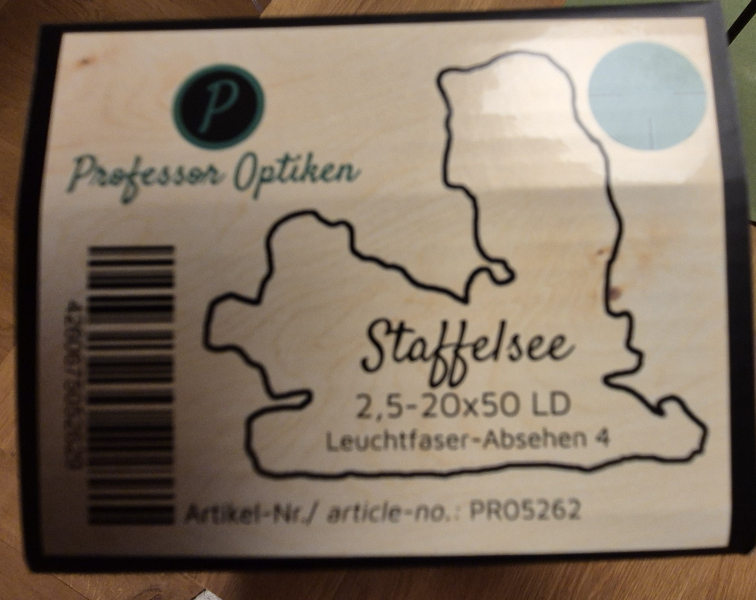 P
Professor Optiken
Staffelsee
2,5-20x50 LD
Leuchtfaser-Absehen 4
Artikel-Nr./ article-no.: PRO5262